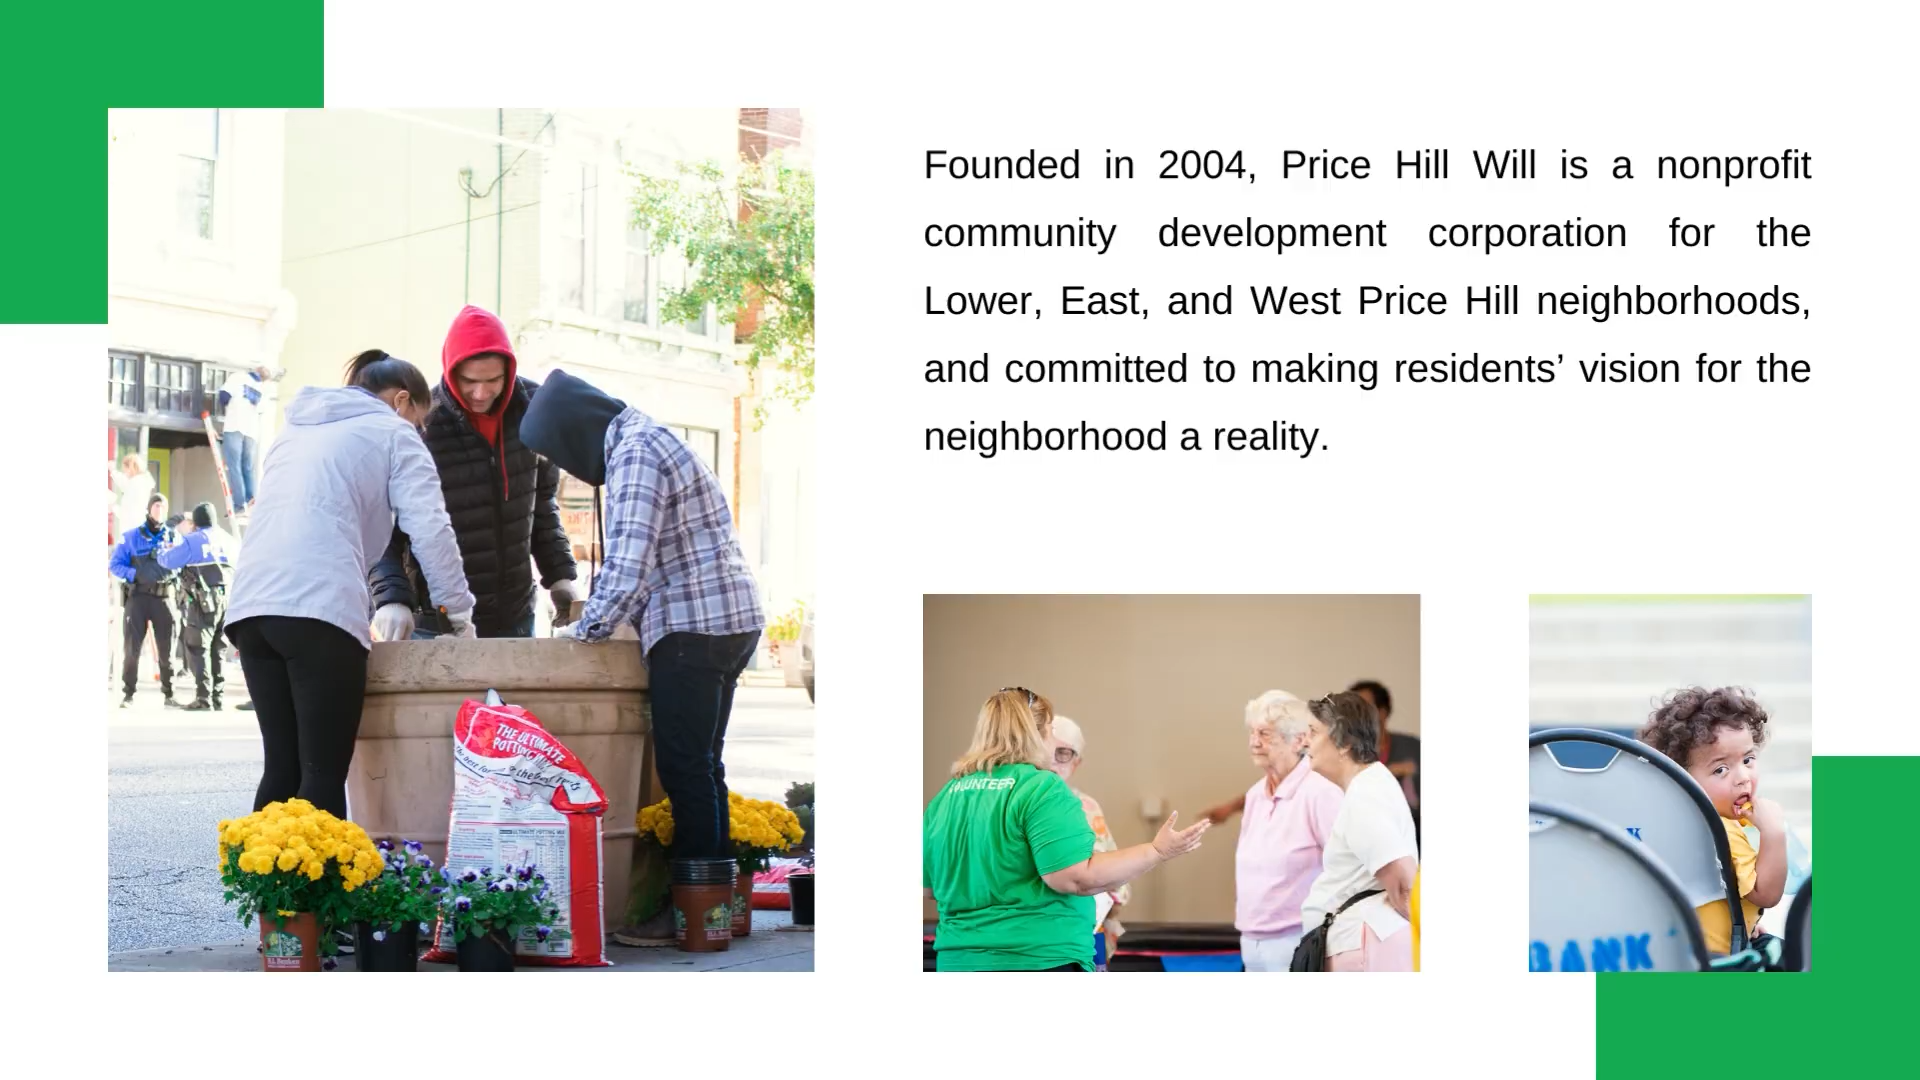 Founded in 2004, Price Hill Will is a nonprofit
community development corporation for the
Lower, East, and West Price Hill neighborhoods,
and committed to making residents’ vision for the
neighborhood a reality.
THE ULTIMATE
ULTIMATE POTTING MIX
VOLUNTEER
BANK